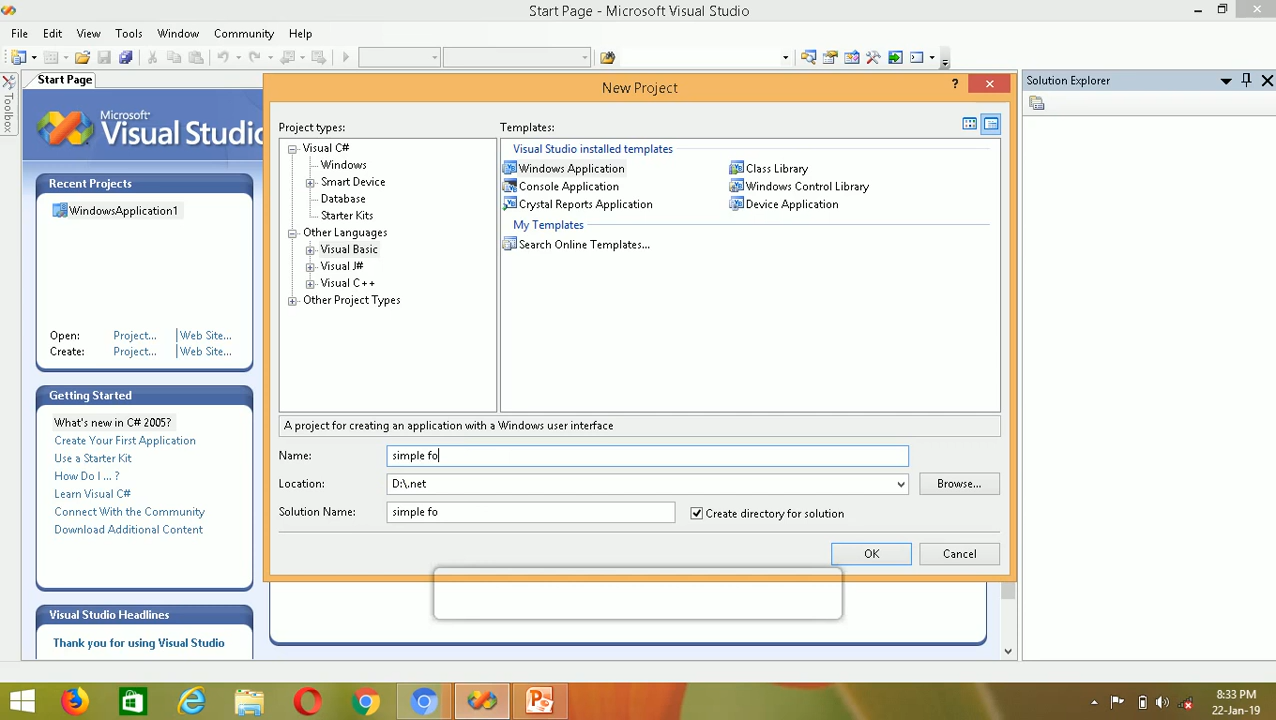 Start Page - Microsoft Visual Studio
File Edit View Tools Window Community Help
Start Page
Toolbox
Microsoft®
Visual Studio
Recent Projects
WindowsApplication1
Open: Project... Web Site...
Create: Project... Web Site...
Getting Started
What's new in C# 2005?
Create Your First Application
Use a Starter Kit
How Do I ... ?
Learn Visual C#
Connect With the Community
Download Additional Content
Visual Studio Headlines
Thank you for using Visual Studio
New Project
?
Project types:
Visual C#
Windows
Smart Device
Database
Starter Kits
Other Languages
Visual Basic
Visual J#
Visual C++
Other Project Types
Templates:
Visual Studio installed templates
Windows Application
Console Application
Crystal Reports Application
Class Library
Windows Control Library
Device Application
My Templates
Search Online Templates...
A project for creating an application with a Windows user interface
Name: simple fo
Location: D:\.net Browse...
Solution Name: simple fo Create directory for solution
OK Cancel
Solution Explorer
8:33 PM
22-Jan-19